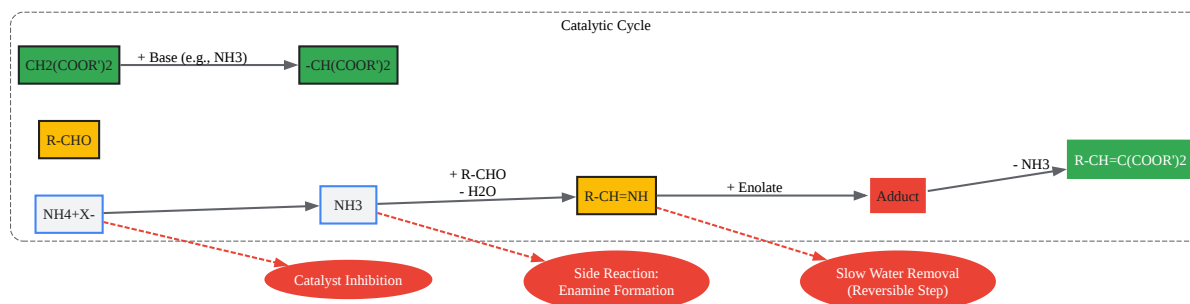 Catalytic Cycle
CH2(COOR')2
+ Base (e.g., NH3)
-CH(COOR')2
R-CHO
NH4+X-
NH3
+ R-CHO
- H2O
R-CH=NH
+ Enolate
Adduct
- NH3
R-CH=C(COOR')2
Catalyst Inhibition
Side Reaction:
Enamine Formation
Slow Water Removal
(Reversible Step)